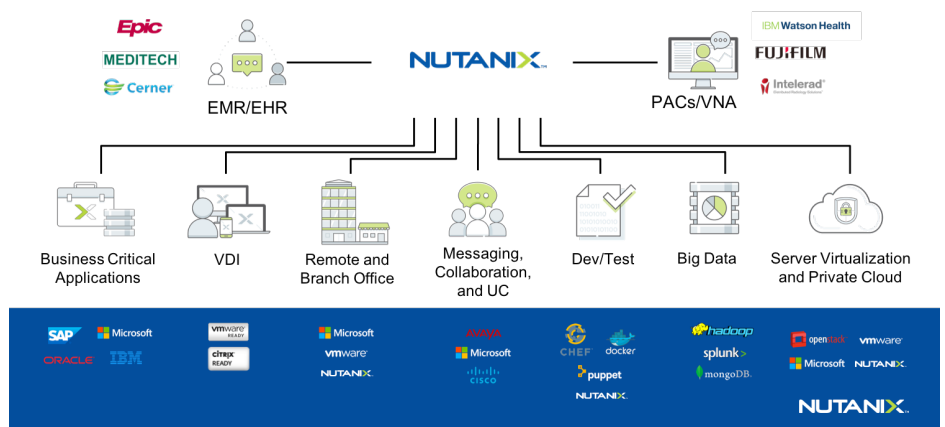 Epic
MEDITECH
Cerner
EMR/EHR
NUTANIX™
PACs/VNA
IBM Watson Health
FUJIFILM
Intelerad
Business Critical
Applications
VDI
Remote and
Branch Office
Messaging,
Collaboration,
and UC
Dev/Test
Big Data
Server Virtualization
and Private Cloud
SAP Microsoft
ORACLE IBM
vmware
READY
citrix
READY
Microsoft
vmware
NUTANIX
AVAYA
Microsoft
CISCO
CHEF docker
puppet
NUTANIX
hadoop
splunk>
mongoDB
openstack vmware
Microsoft NUTANIX
NUTANIX